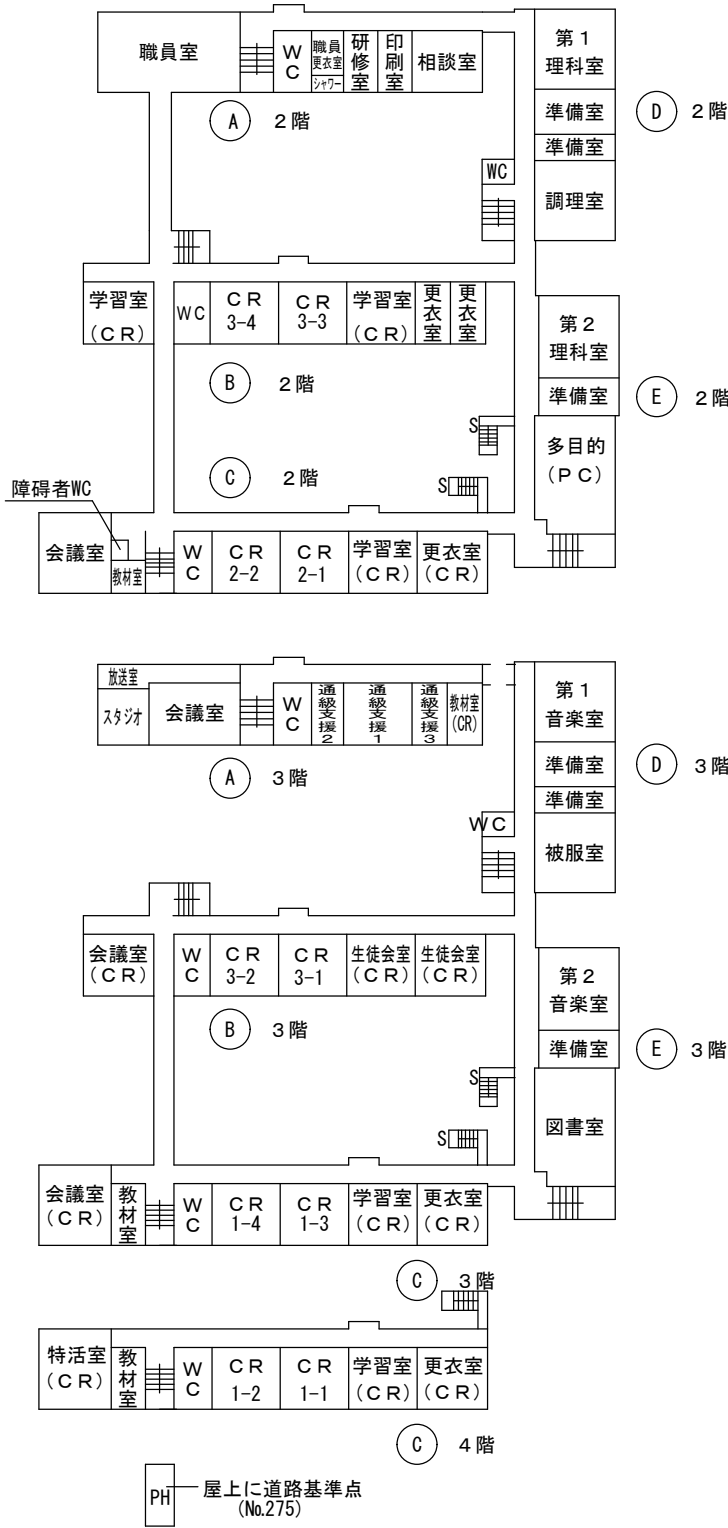 職員室
WC
職員
更衣室
シャワー
研修室
印刷室
相談室
第1
理科室
準備室
準備室
調理室
A 2階
D 2階
WC
学習室
(CR)
WC
CR
3-4
CR
3-3
学習室
(CR)
更衣室
更衣室
第2
理科室
準備室
多目的
(PC)
B 2階
E 2階
S
C 2階
S
障碍者WC
会議室
教材室
WC
CR
2-2
CR
2-1
学習室
(CR)
更衣室
(CR)
放送室
スタジオ
会議室
WC
通級支援2
通級支援1
通級支援3
教材室
(CR)
第1
音楽室
準備室
準備室
被服室
A 3階
D 3階
WC
会議室
(CR)
WC
CR
3-2
CR
3-1
生徒会室
(CR)
生徒会室
(CR)
第2
音楽室
準備室
図書室
B 3階
E 3階
S
S
会議室
(CR)
教材室
WC
CR
1-4
CR
1-3
学習室
(CR)
更衣室
(CR)
C 3階
特活室
(CR)
教材室
WC
CR
1-2
CR
1-1
学習室
(CR)
更衣室
(CR)
C 4階
PH
屋上に道路基準点
(No.275)